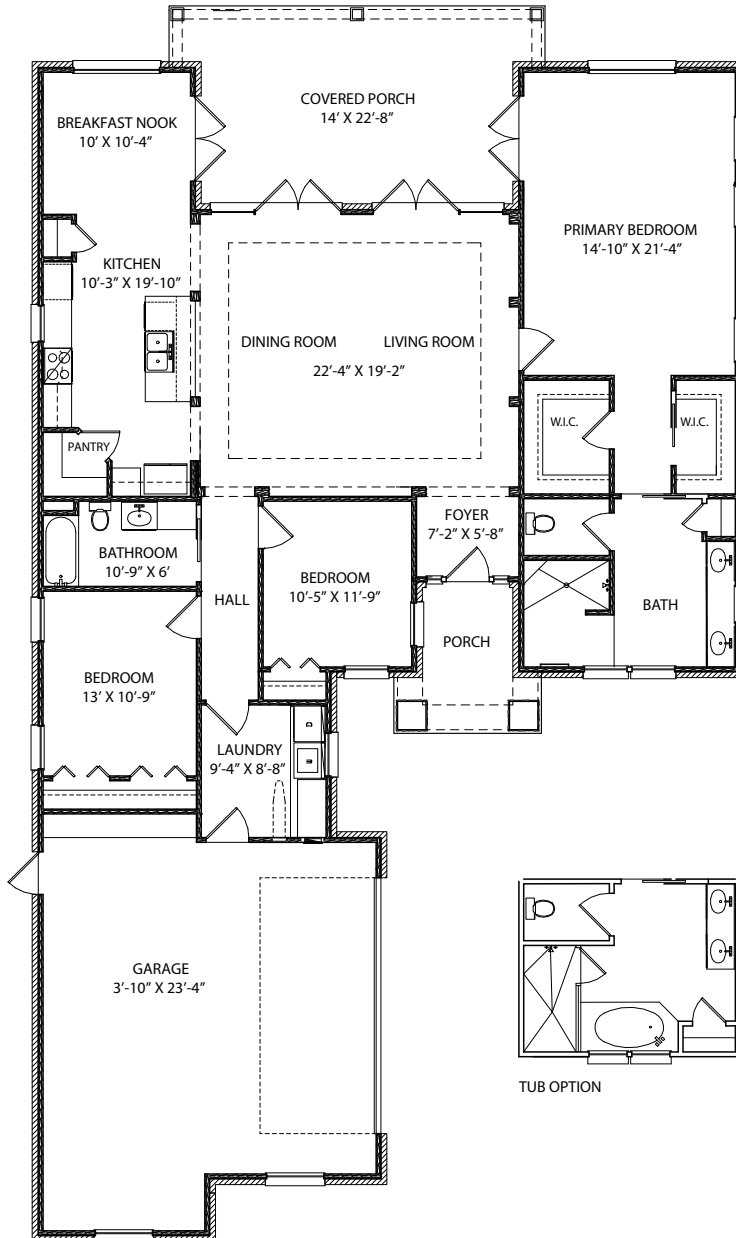 COVERED PORCH
14’ X 22’-8”
BREAKFAST NOOK
10’ X 10’-4”
PRIMARY BEDROOM
14’-10” X 21’-4”
KITCHEN
10’-3” X 19’-10”
DINING ROOM
LIVING ROOM
22’-4” X 19’-2”
W.I.C.
W.I.C.
PANTRY
FOYER
7’-2” X 5’-8”
BATHROOM
10’-9” X 6’
BEDROOM
10’-5” X 11’-9”
HALL
BATH
PORCH
BEDROOM
13’ X 10’-9”
LAUNDRY
9’-4” X 8’-8”
D
GARAGE
3’-10” X 23’-4”
TUB OPTION